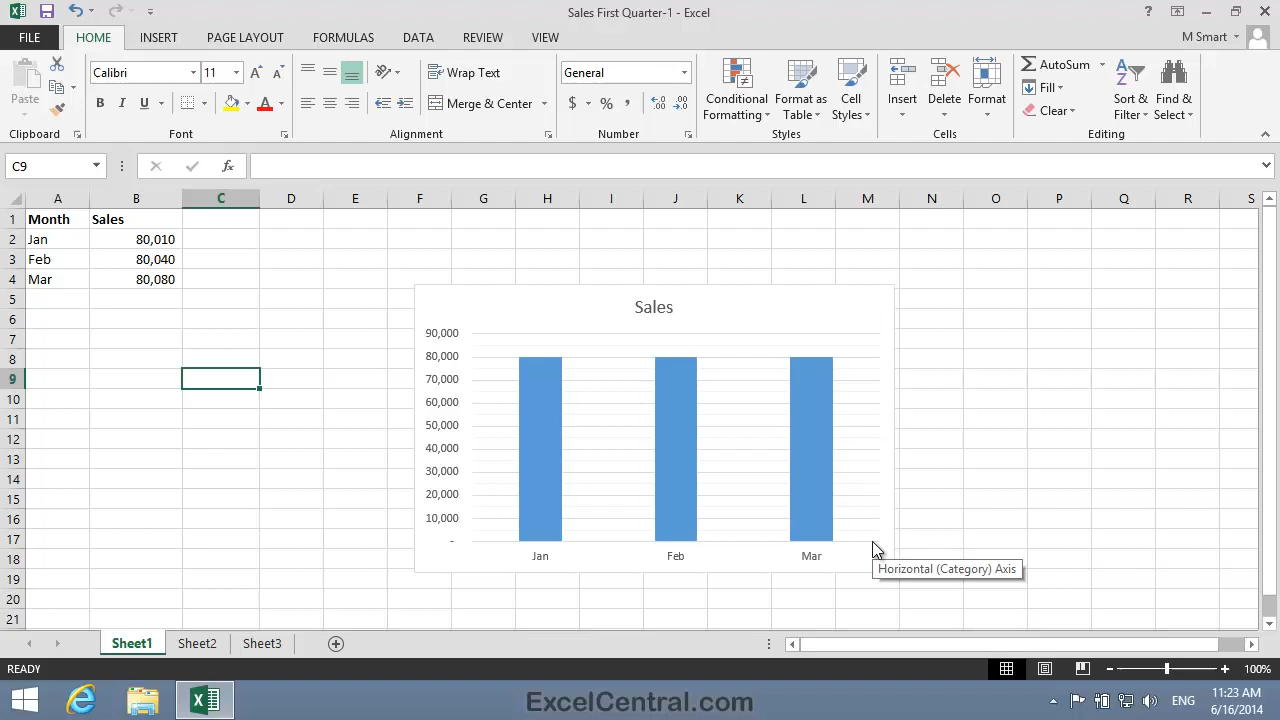 Sales First Quarter-1 - Excel
?
FILE HOME INSERT PAGE LAYOUT FORMULAS DATA REVIEW VIEW M Smart
Paste
Calibri 11
B I U A
Wrap Text
Merge & Center
General
$ % ,
Conditional Formatting
Format as Table
Cell Styles
Insert
Delete
Format
AutoSum
Fill
Clear
Sort & Filter
Find & Select
Clipboard Font Alignment Number Styles Cells Editing
C9 fx
A B C D E F G H I J K L M N O P Q R S
1 Month Sales
2 Jan 80,010
3 Feb 80,040
4 Mar 80,080
5
6
7
8
9
10
11
12
13
14
15
16
17
18
19
20
21
Sales
90,000
80,000
70,000
60,000
50,000
40,000
30,000
20,000
10,000
-
Jan Feb Mar
Horizontal (Category) Axis
Sheet1 Sheet2 Sheet3
READY 100%
ExcelCentral.com
ENG
11:23 AM
6/16/2014